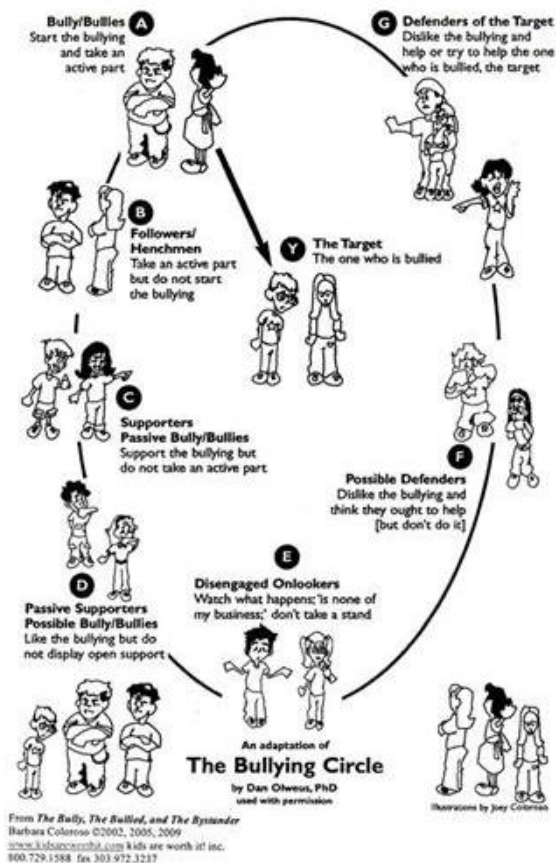 A
Bully/Bullies
Start the bullying
and take an
active part
B
Followers/
Henchmen
Take an active part
but do not start
the bullying
C
Supporters
Passive Bully/Bullies
Support the bullying but
do not take an active part
D
Passive Supporters
Possible Bully/Bullies
Like the bullying but do
not display open support
E
Disengaged Onlookers
Watch what happens; "is none of
my business;" don't take a stand
F
Possible Defenders
Dislike the bullying and
think they ought to help
[but don't do it]
G
Defenders of the Target
Dislike the bullying and
help or try to help the one
who is bullied, the target
Y
The Target
The one who is bullied
An adaptation of
The Bullying Circle
by Dan Olweus, PhD
used with permission
Illustrations by Joey Coloroso
From The Bully, The Bullied, and The Bystander
Barbara Coloroso ©2002, 2005, 2009
www.kidsareworthit.com kids are worth it! inc.
800.729.1588 fax 303.972.3217